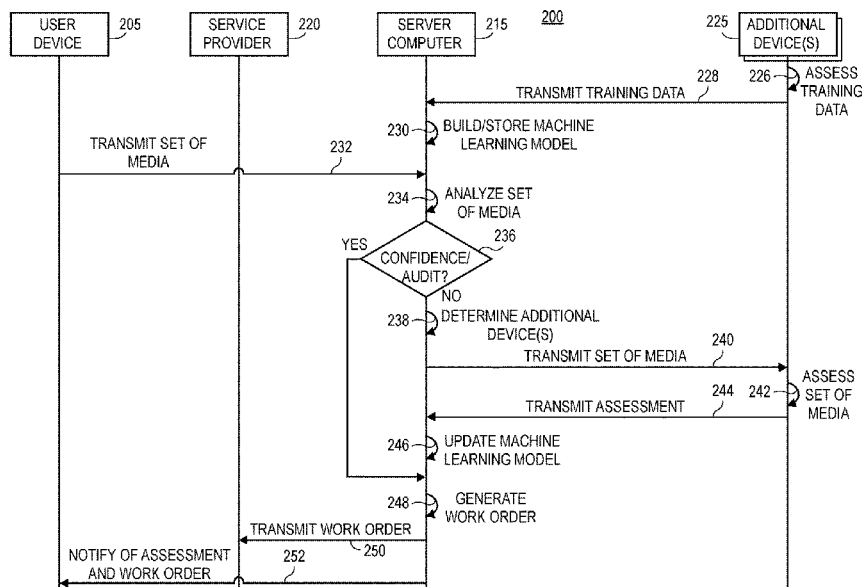 200
USER
DEVICE
205
SERVICE
PROVIDER
220
SERVER
COMPUTER
215
225
ADDITIONAL
DEVICE(S)
226
ASSESS
TRAINING
DATA
TRANSMIT TRAINING DATA
228
230
BUILD/STORE MACHINE
LEARNING MODEL
TRANSMIT SET OF
MEDIA
232
234
ANALYZE SET
OF MEDIA
236
YES
CONFIDENCE/
AUDIT?
NO
238
DETERMINE ADDITIONAL
DEVICE(S)
TRANSMIT SET OF MEDIA
240
242
ASSESS
SET OF
MEDIA
TRANSMIT ASSESSMENT
244
246
UPDATE MACHINE
LEARNING MODEL
248
GENERATE
WORK ORDER
TRANSMIT WORK ORDER
250
NOTIFY OF ASSESSMENT
AND WORK ORDER
252